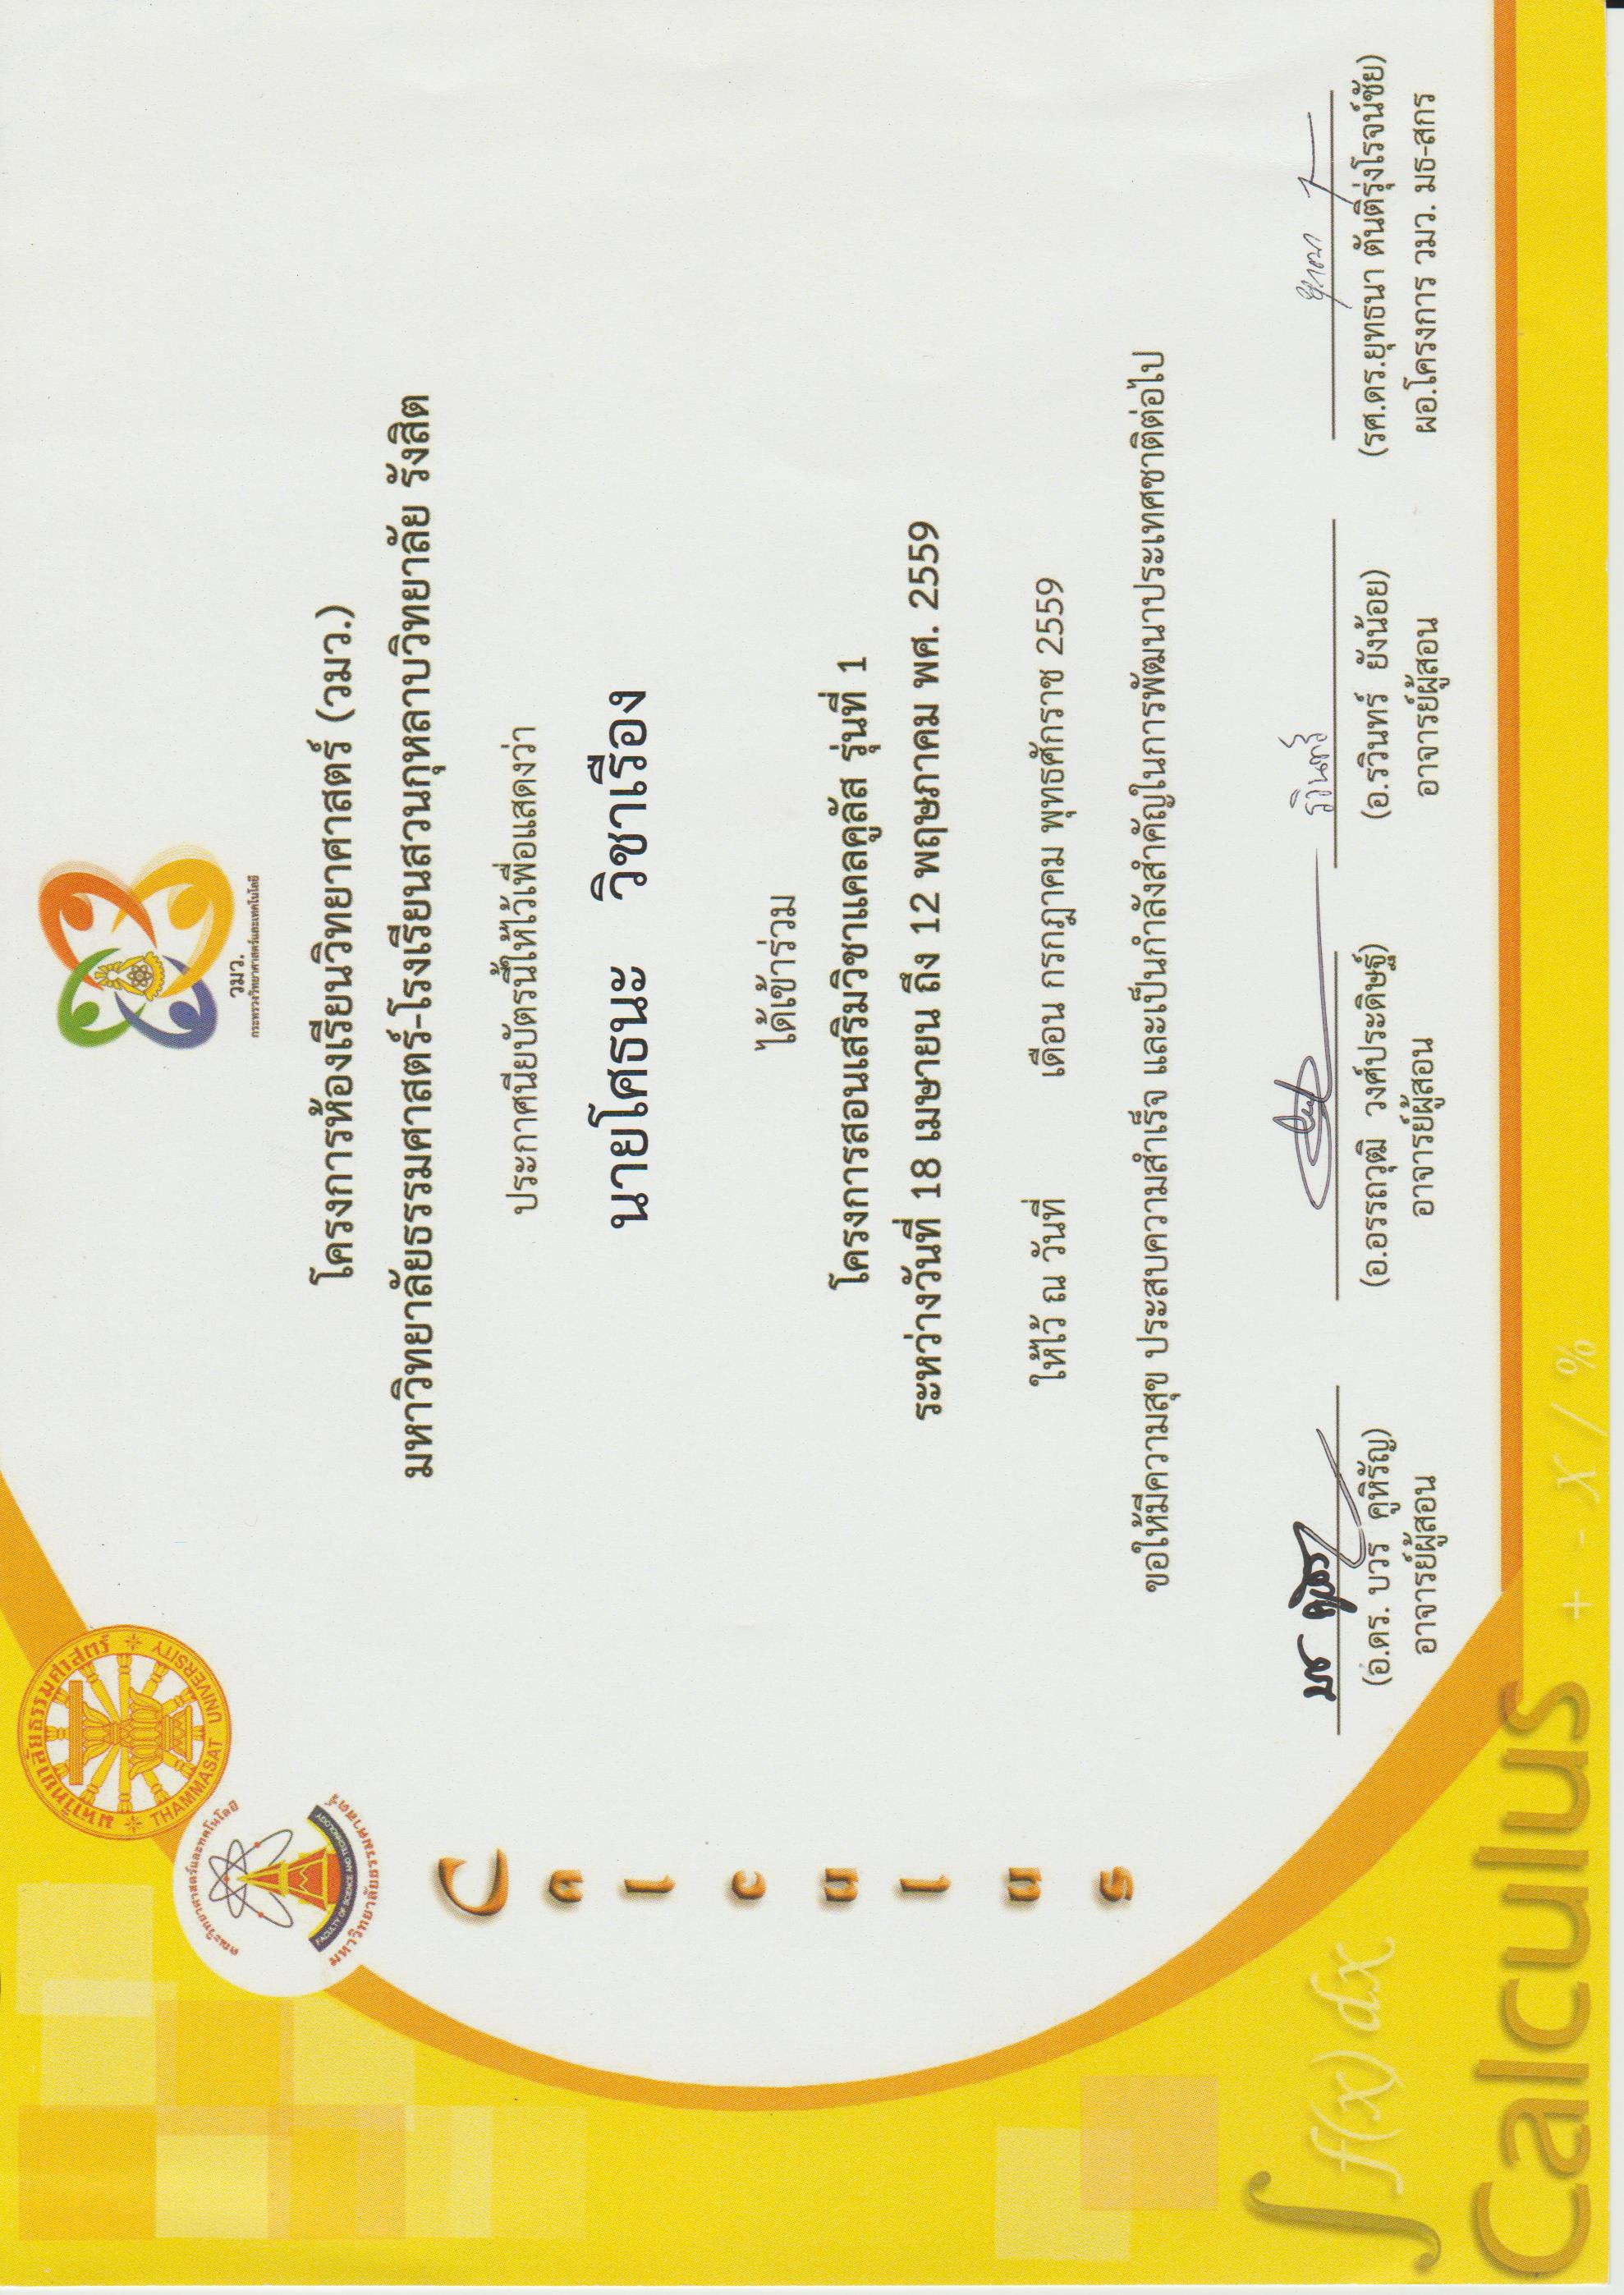 มหาวิทยาลัยธรรมศาสตร์
THAMMASAT UNIVERSITY
คณะวิทยาศาสตร์และเทคโนโลยี
FACULTY OF SCIENCE AND TECHNOLOGY
มหาวิทยาลัยธรรมศาสตร์
วมว.
กระทรวงวิทยาศาสตร์และเทคโนโลยี
โครงการห้องเรียนวิทยาศาสตร์ (วมว.)
มหาวิทยาลัยธรรมศาสตร์-โรงเรียนสวนกุหลาบวิทยาลัย รังสิต
Calculus
ประกาศนียบัตรนี้ให้ไว้เพื่อแสดงว่า
นายโศธนะ วิชาเรือง
ได้เข้าร่วม
โครงการสอนเสริมวิชาแคลคูลัส รุ่นที่ 1
ระหว่างวันที่ 18 เมษายน ถึง 12 พฤษภาคม พศ. 2559
ให้ไว้ ณ วันที่ เดือน กรกฎาคม พุทธศักราช 2559
ขอให้มีความสุข ประสบความสำเร็จ และเป็นกำลังสำคัญในการพัฒนาประเทศชาติต่อไป
รวินทร์
(อ.ดร. บวร คูหิรัญ) (อ.อรรถวุฒิ วงศ์ประดิษฐ์) (อ.รวินทร์ ยังน้อย) (รศ.ดร.ยุทธนา ตันติรุ่งโรจน์ชัย)
อาจารย์ผู้สอน อาจารย์ผู้สอน อาจารย์ผู้สอน ผอ.โครงการ วมว. มธ-สกร
∫ f(x) dx
Calculus
+ - X / %